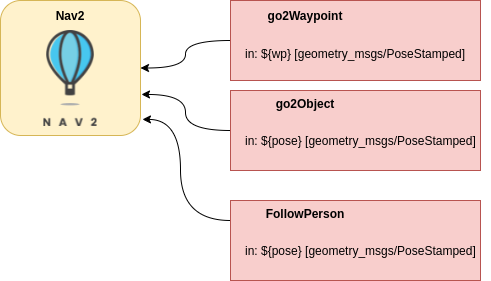 Nav2
N A V 2
go2Waypoint
in: ${wp} [geometry_msgs/PoseStamped]
go2Object
in: ${pose} [geometry_msgs/PoseStamped]
FollowPerson
in: ${pose} [geometry_msgs/PoseStamped]